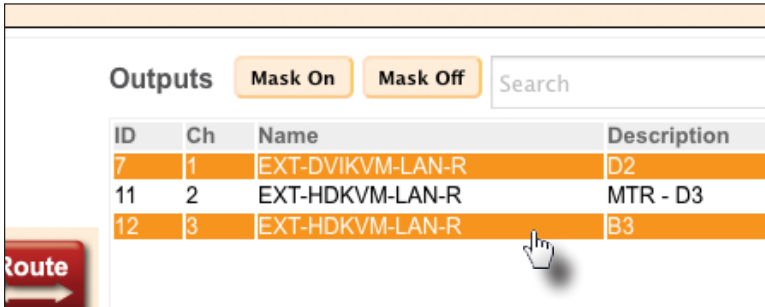 Outputs Mask On Mask Off Search
ID Ch Name Description
7 1 EXT-DVIKVM-LAN-R D2
11 2 EXT-HDKVM-LAN-R MTR - D3
12 3 EXT-HDKVM-LAN-R B3
Route